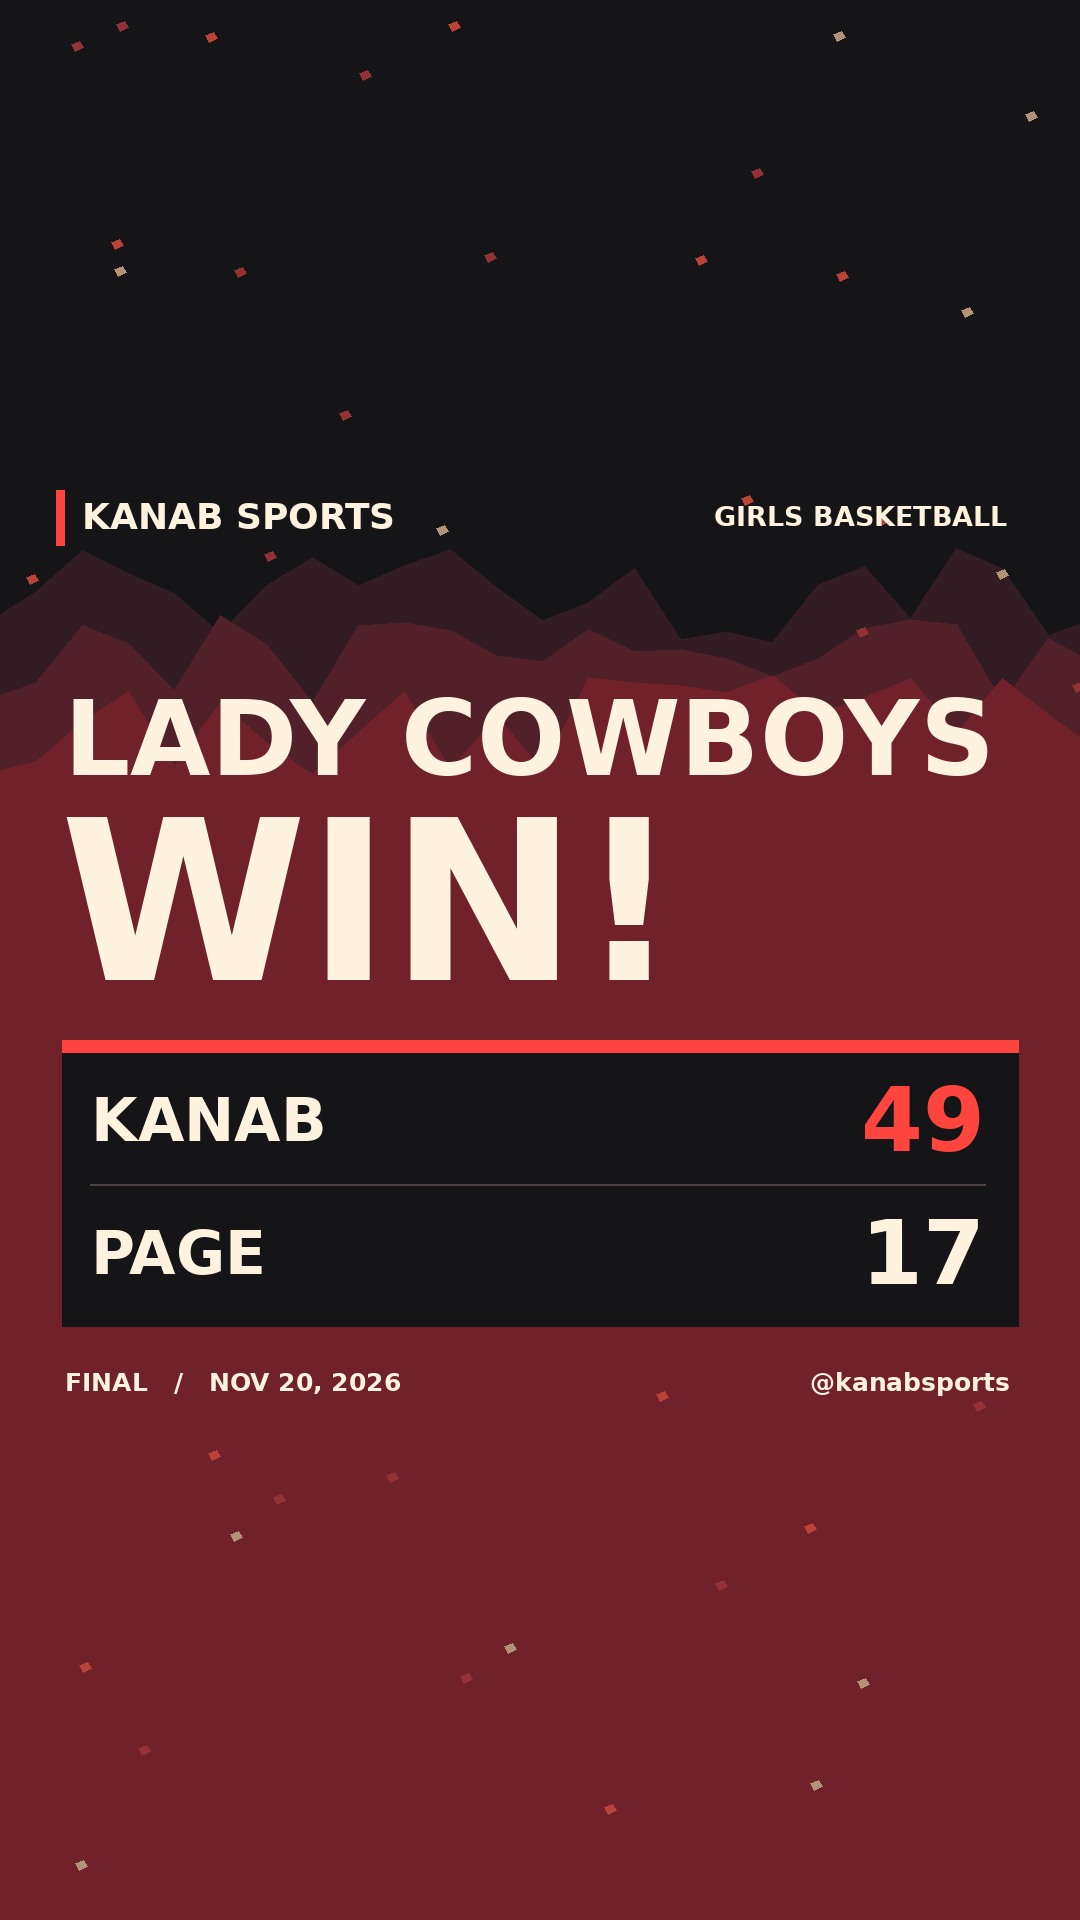 KANAB SPORTS
GIRLS BASKETBALL
LADY COWBOYS
WIN!
KANAB 49
PAGE 17
FINAL / NOV 20, 2026
@kanabsports